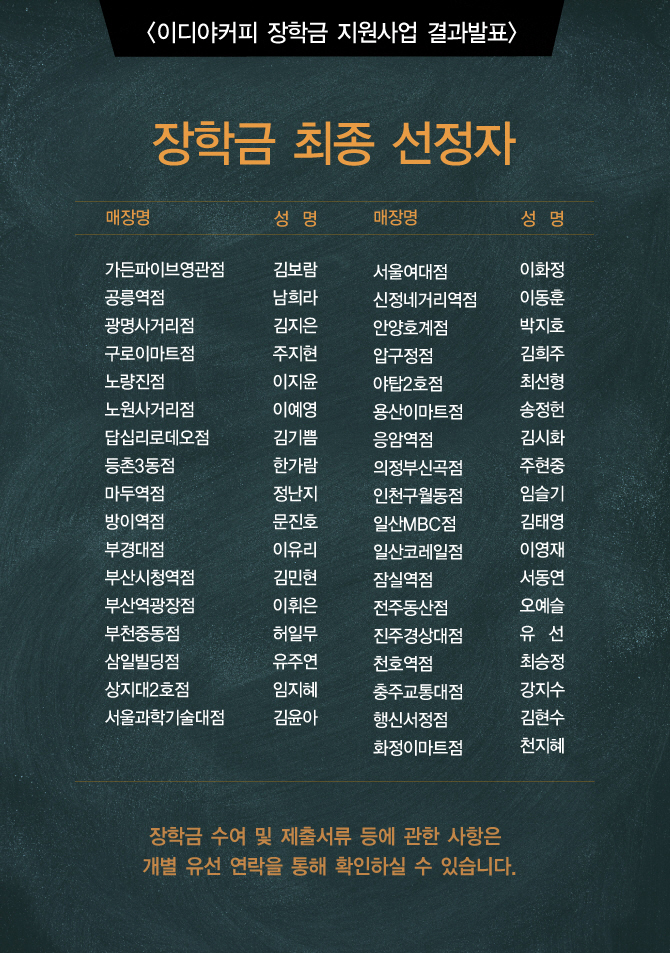 <이디야커피 장학금 지원사업 결과발표>
장학금 최종 선정자
매장명 성 명 매장명 성 명
가든파이브영관점 김보람 서울여대점 이화정
공릉역점 남희라 신정네거리역점 이동훈
광명사거리점 김지은 안양호계점 박지호
구로이마트점 주지현 압구정점 김희주
노량진점 이지윤 야탑2호점 최선형
노원사거리점 이예영 용산이마트점 송정헌
답십리로데오점 김기쁨 응암역점 김시화
등촌3동점 한가람 의정부신곡점 주현중
마두역점 정난지 인천구월동점 임슬기
방이역점 문진호 일산MBC점 김태영
부경대점 이유리 일산코레일점 이영재
부산시청역점 김민현 잠실역점 서동연
부산역광장점 이휘은 전주동산점 오예슬
부천중동점 허일무 진주경상대점 유 선
삼일빌딩점 유주연 천호역점 최승정
상지대2호점 임지혜 충주교통대점 강지수
서울과학기술대점 김윤아 행신서정점 김현수
화정이마트점 천지혜
장학금 수여 및 제출서류 등에 관한 사항은
개별 유선 연락을 통해 확인하실 수 있습니다.